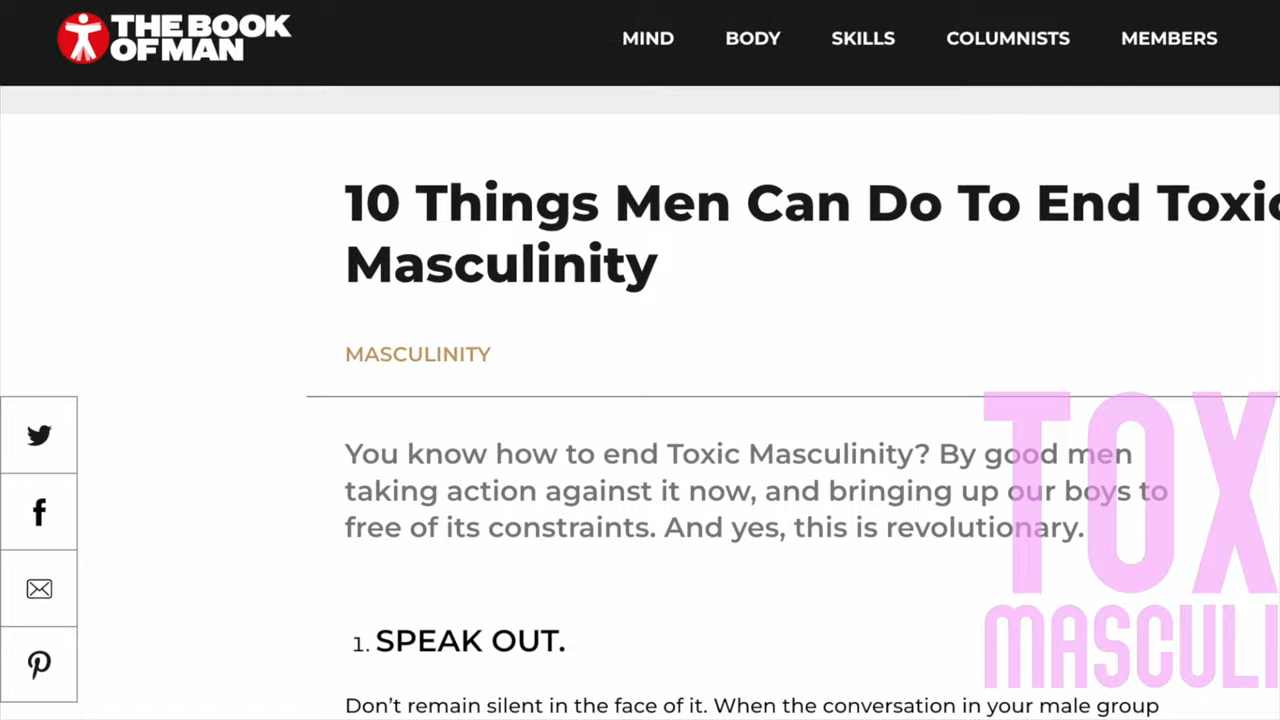 THE BOOK
OF MAN
MIND BODY SKILLS COLUMNISTS MEMBERS
10 Things Men Can Do To End Toxic
Masculinity
MASCULINITY
You know how to end Toxic Masculinity? By good men
taking action against it now, and bringing up our boys to
free of its constraints. And yes, this is revolutionary.
TOX
MASCULI
1. SPEAK OUT.
Don’t remain silent in the face of it. When the conversation in your male group